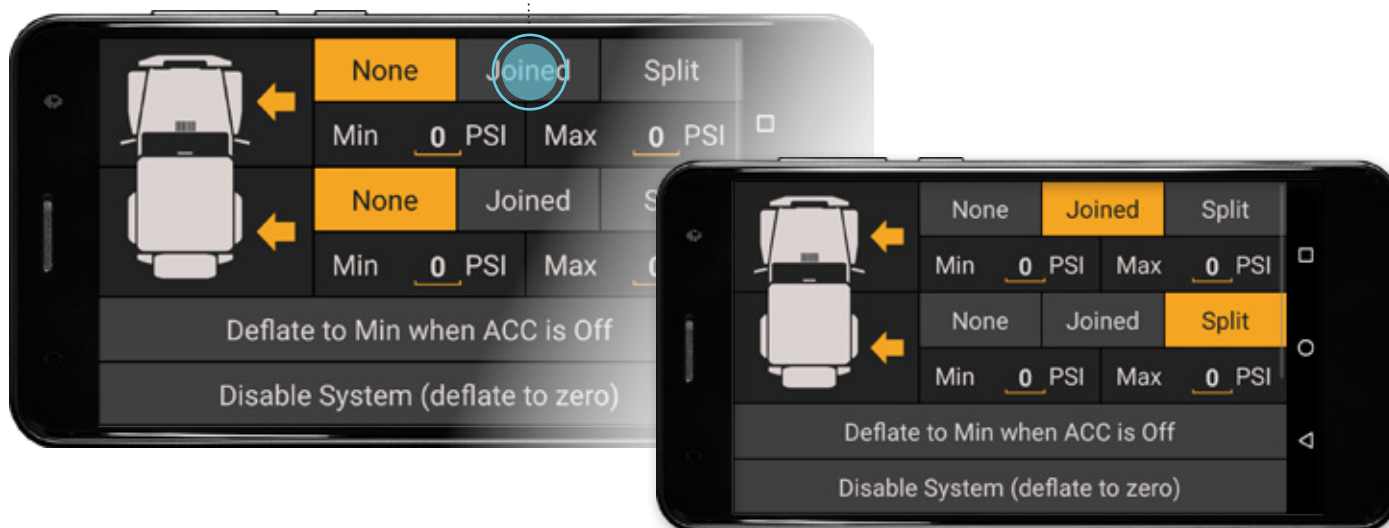 None Joined Split
Min 0 PSI Max 0 PSI
None Joined S
Min 0 PSI Max 0
Deflate to Min when ACC is Off
Disable System (deflate to zero)
None Joined Split
Min 0 PSI Max 0 PSI
None Joined Split
Min 0 PSI Max 0 PSI
Deflate to Min when ACC is Off
Disable System (deflate to zero)